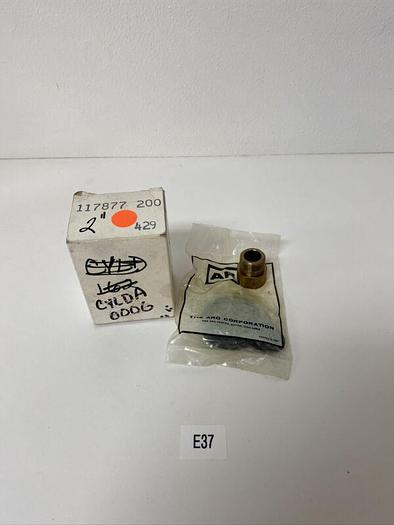 117877 200
2"
429
CYLDA
0006
ARO
THE ARO CORPORATION
E37